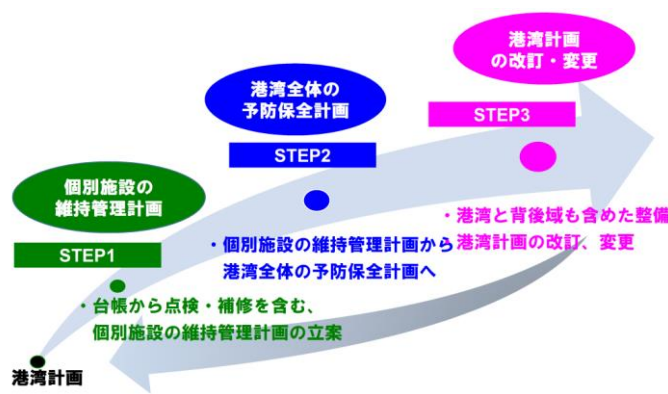 港湾計画
の改訂・変更
STEP3
港湾全体の
予防保全計画
STEP2
個別施設の
維持管理計画
STEP1
・港湾と背後域も含めた整備
港湾計画の改訂、変更
・個別施設の維持管理計画から
港湾全体の予防保全計画へ
・台帳から点検・補修を含む、
個別施設の維持管理計画の立案
港湾計画